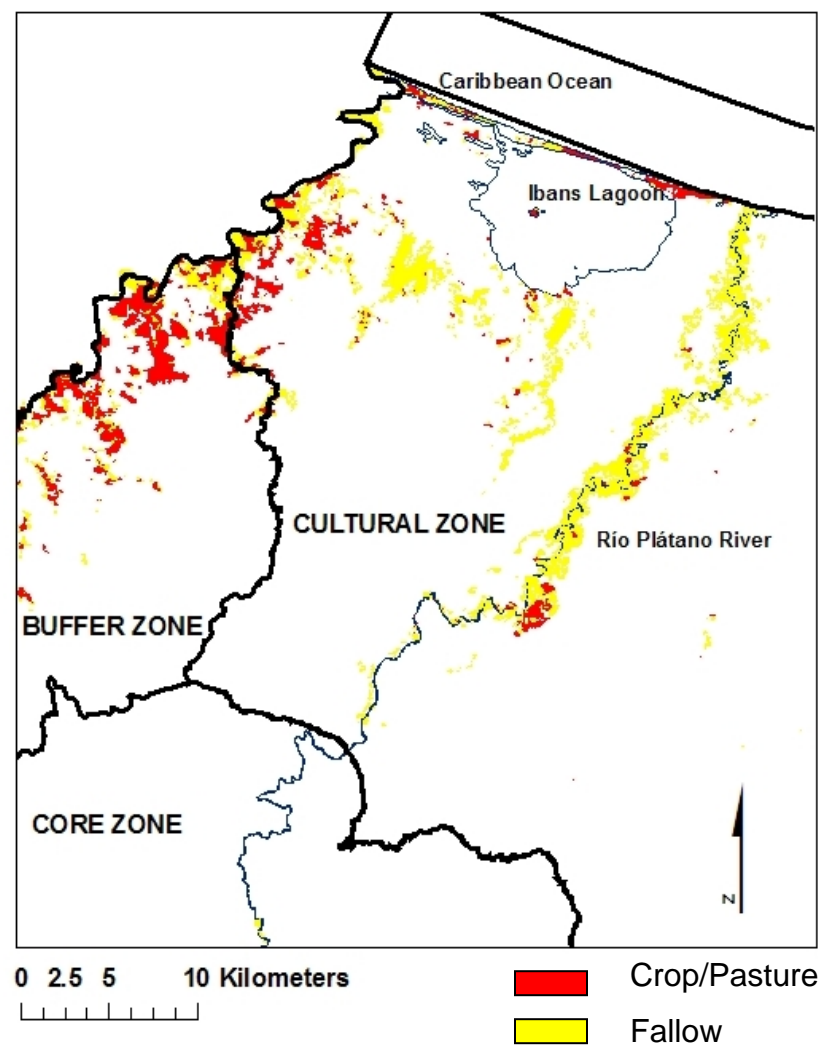 Caribbean Ocean
Ibans Lagoon
CULTURAL ZONE
Río Plátano River
BUFFER ZONE
CORE ZONE
N
0 2.5 5 10 Kilometers
Crop/Pasture
Fallow